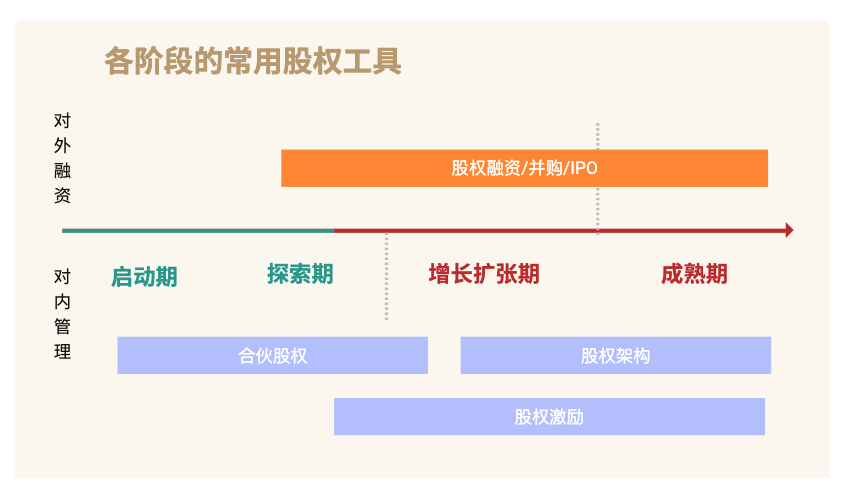 各阶段的常用股权工具
对外融资
股权融资/并购/IPO
启动期
探索期
增长扩张期
成熟期
对内管理
合伙股权
股权架构
股权激励